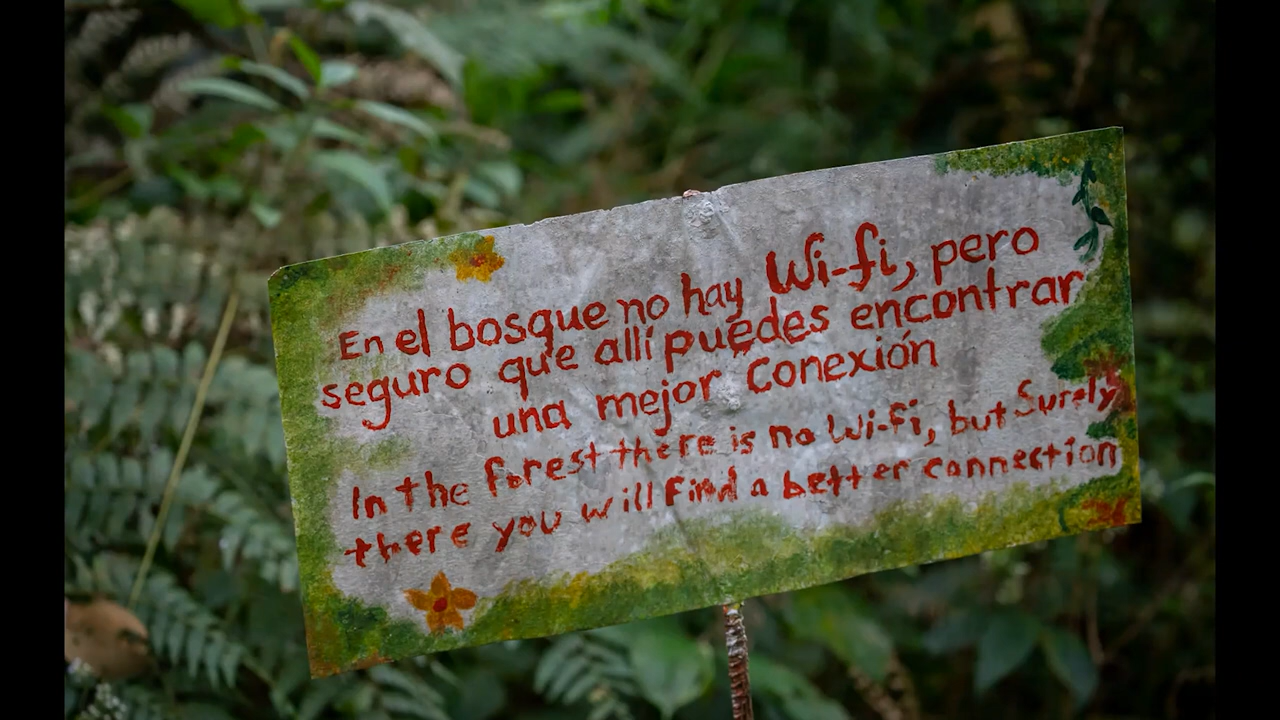 En el bosque no hay Wi-fi, pero
seguro que allí puedes encontrar
una mejor conexión
In the forest there is no Wi-fi, but Surely
there you will find a better connection